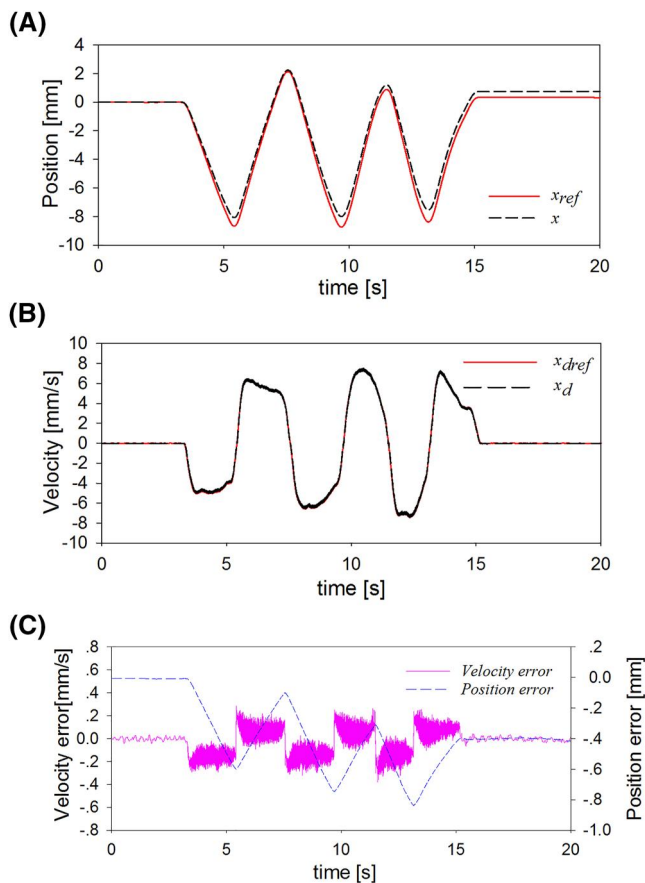 (A)
Position [mm]
4
2
0
-2
-4
-6
-8
-10
x_ref
x
0 5 10 15 20
time [s]
(B)
Velocity [mm/s]
10
8
6
4
2
0
-2
-4
-6
-8
-10
x_dref
x_d
0 5 10 15 20
time [s]
(C)
Velocity error[mm/s]
.8
.6
.4
.2
0.0
-.2
-.4
-.6
-.8
Velocity error
Position error
.2
0.0
-.2
-.4
-.6
-.8
-1.0
Position error [mm]
0 5 10 15 20
time [s]